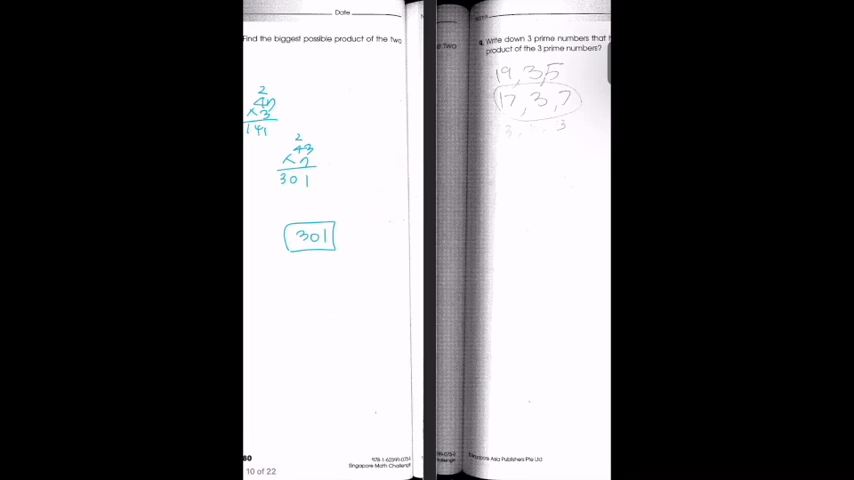 Date
Find the biggest possible product of the two
2
47
×3
141
2
43
×7
301
301
60
10 of 22
Singapore Math Challenge
e two
4. Write down 3 prime numbers that
product of the 3 prime numbers?
19, 3, 5
17, 3, 7
Singapore Asia Publishers Pte Ltd